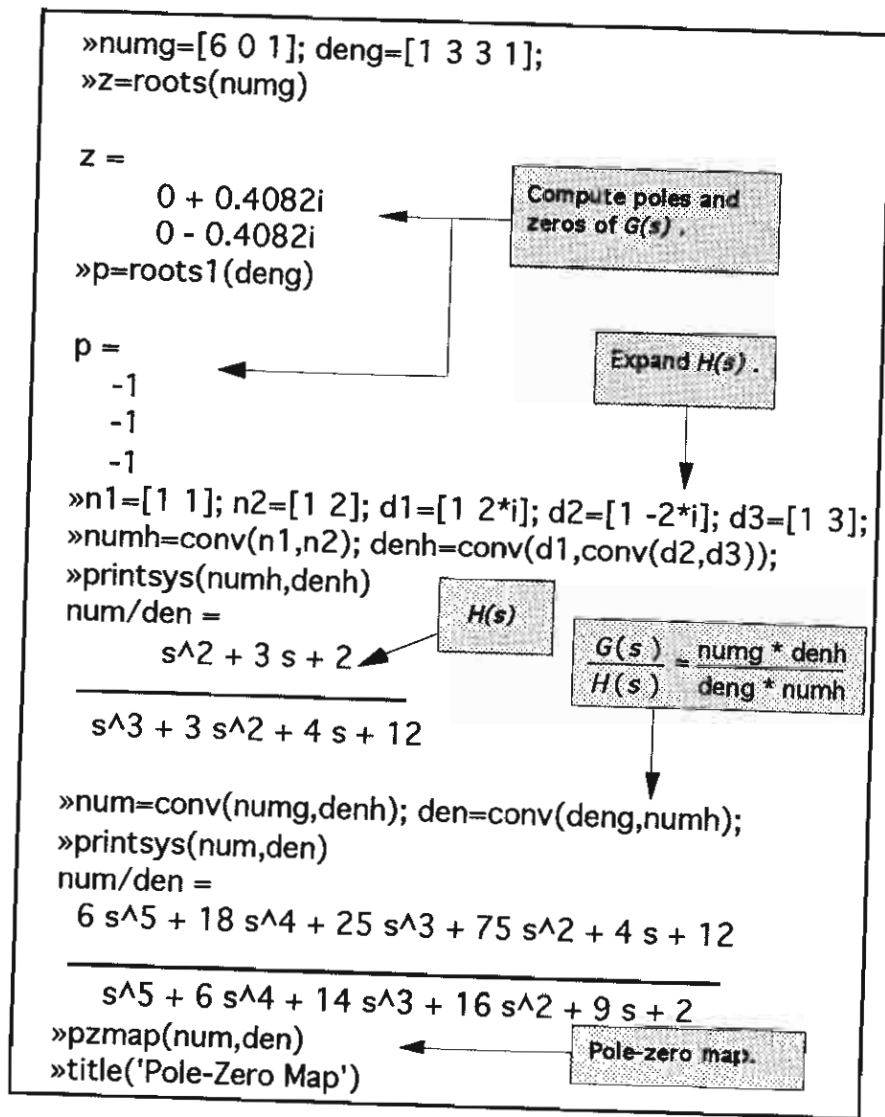 »numg=[6 0 1]; deng=[1 3 3 1];
»z=roots(numg)
z =
0 + 0.4082i
0 - 0.4082i
Compute poles and
zeros of G(s) .
»p=roots1(deng)
p =
-1
-1
-1
Expand H(s) .
»n1=[1 1]; n2=[1 2]; d1=[1 2*i]; d2=[1 -2*i]; d3=[1 3];
»numh=conv(n1,n2); denh=conv(d1,conv(d2,d3));
»printsys(numh,denh)
num/den =
s^2 + 3 s + 2
s^3 + 3 s^2 + 4 s + 12
H(s)
G(s) / H(s) = numg * denh / deng * numh
»num=conv(numg,denh); den=conv(deng,numh);
»printsys(num,den)
num/den =
6 s^5 + 18 s^4 + 25 s^3 + 75 s^2 + 4 s + 12
s^5 + 6 s^4 + 14 s^3 + 16 s^2 + 9 s + 2
»pzmap(num,den)
Pole-zero map.
»title('Pole-Zero Map')